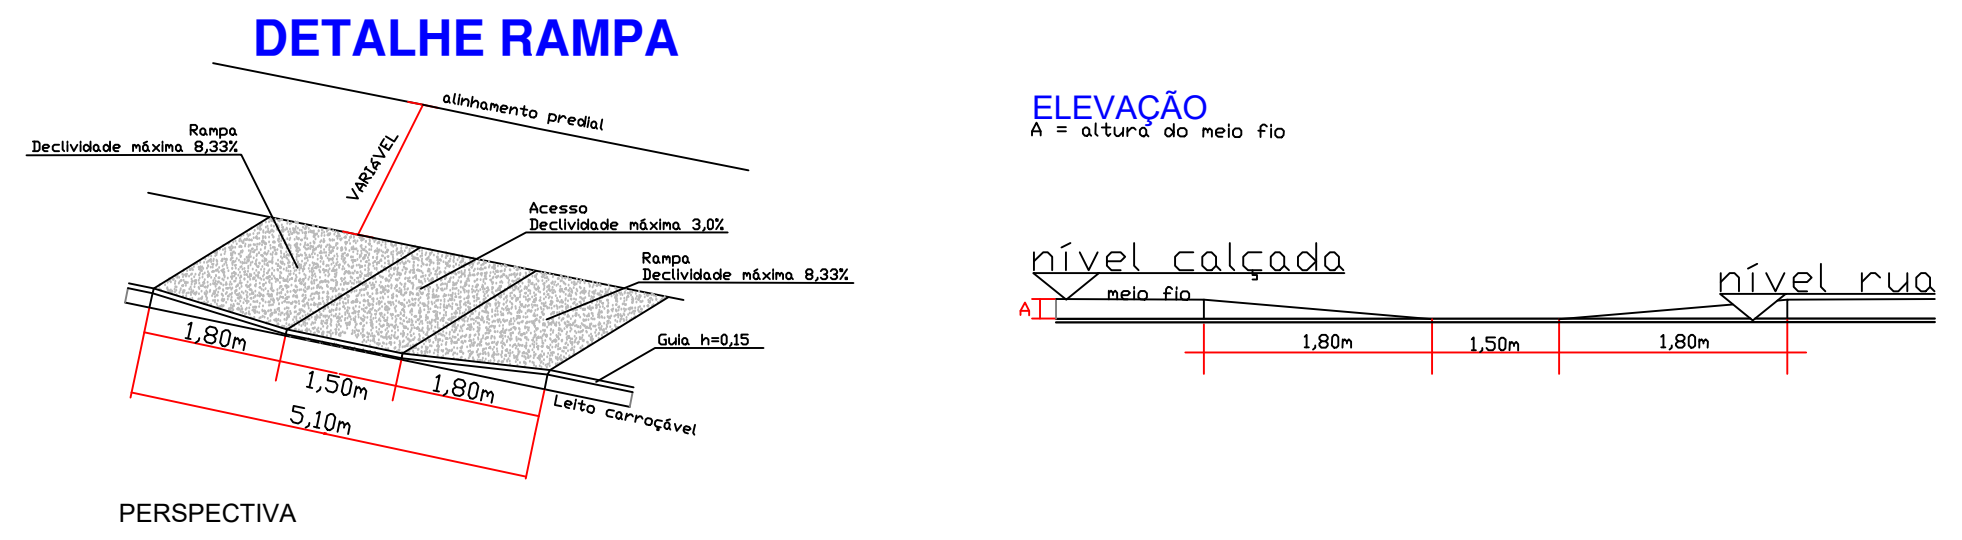 DETALHE RAMPA
alinhamento predial
Rampa
Declividade máxima 8,33%
VARIÁVEL
Acesso
Declividade máxima 3,0%
Rampa
Declividade máxima 8,33%
Guia h=0,15
1,80m
1,50m
1,80m
5,10m
Leito carroçável
PERSPECTIVA
ELEVAÇÃO
A = altura do meio fio
nível calçada
nível rua
meio fio
A
1,80m
1,50m
1,80m